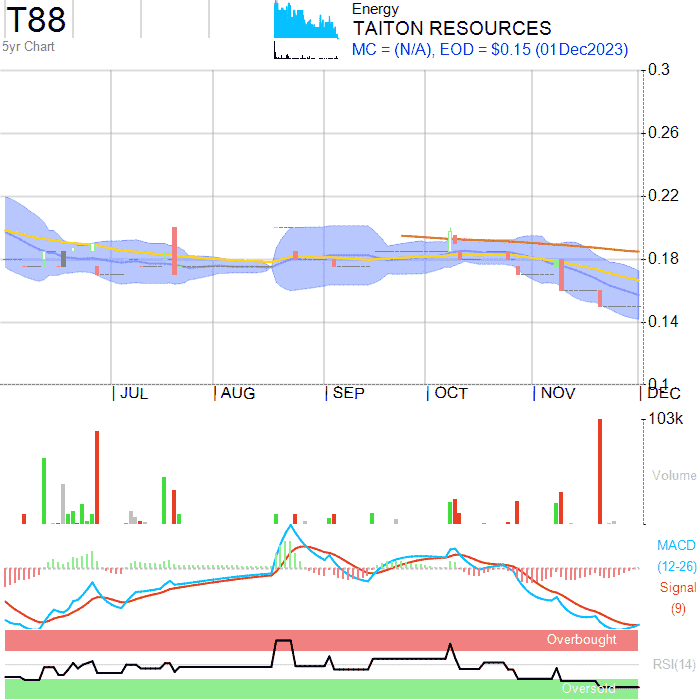 T88
5yr Chart
Energy
TAITON RESOURCES
MC = (N/A), EOD = $0.15 (01Dec2023)
0.3
0.26
0.22
0.18
0.14
0.1
JUL
AUG
SEP
OCT
NOV
DEC
103k
Volume
MACD
(12-26)
Signal
(9)
Overbought
RSI(14)
Oversold